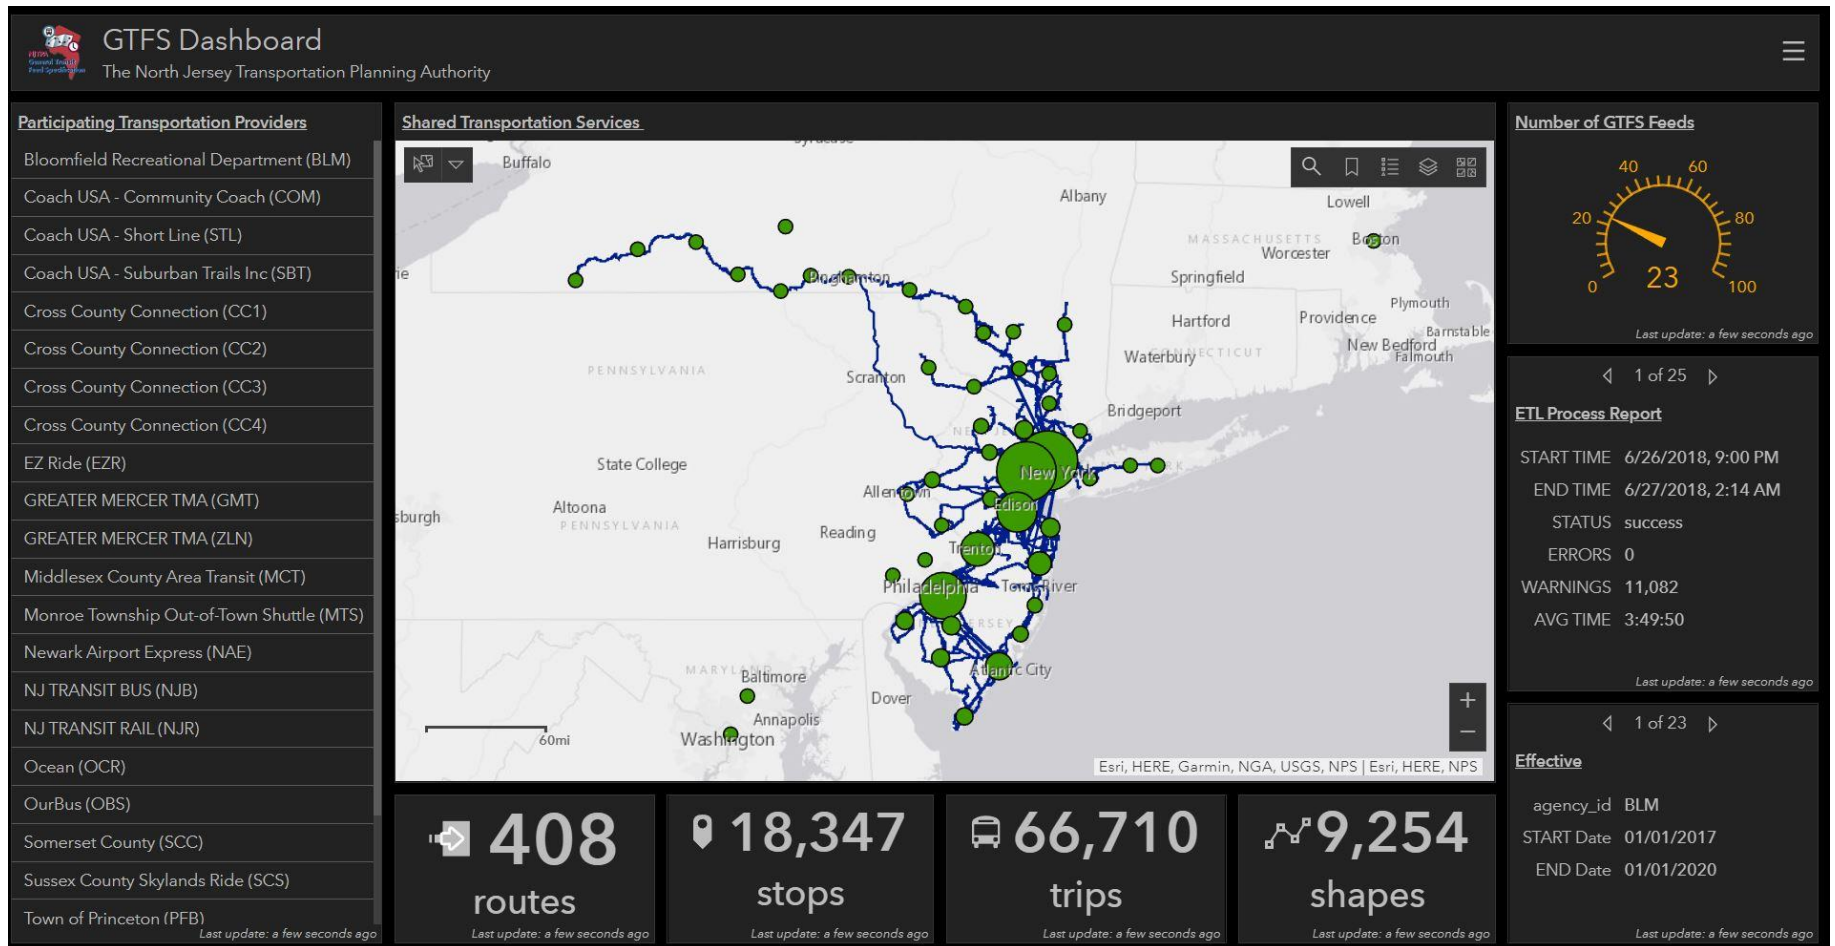 GTFS Dashboard
The North Jersey Transportation Planning Authority
Participating Transportation Providers
Bloomfield Recreational Department (BLM)
Coach USA - Community Coach (COM)
Coach USA - Short Line (STL)
Coach USA - Suburban Trails Inc (SBT)
Cross County Connection (CC1)
Cross County Connection (CC2)
Cross County Connection (CC3)
Cross County Connection (CC4)
EZ Ride (EZR)
GREATER MERCER TMA (GMT)
GREATER MERCER TMA (ZLN)
Middlesex County Area Transit (MCT)
Monroe Township Out-of-Town Shuttle (MTS)
Newark Airport Express (NAE)
NJ TRANSIT BUS (NJB)
NJ TRANSIT RAIL (NJR)
Ocean (OCR)
OurBus (OBS)
Somerset County (SCC)
Sussex County Skylands Ride (SCS)
Town of Princeton (PFB)
Last update: a few seconds ago
Shared Transportation Services
Buffalo
Albany
Lowell
MASSACHUSETTS
Boston
Worcester
Springfield
Binghamton
Plymouth
Hartford
Providence
Barnstable
New Bedford
Waterbury
CONNECTICUT
Falmouth
PENNSYLVANIA
Scranton
Bridgeport
State College
New York
Allentown
Altoona
Edison
sburgh
PENNSYLVANIA
Reading
Harrisburg
Trenton
Philadelphia
Toms River
MARYLAND
Baltimore
Atlantic City
Dover
Annapolis
Washington
60mi
Esri, HERE, Garmin, NGA, USGS, NPS | Esri, HERE, NPS
408
routes
Last update: a few seconds ago
18,347
stops
Last update: a few seconds ago
66,710
trips
Last update: a few seconds ago
9,254
shapes
Last update: a few seconds ago
Number of GTFS Feeds
40
60
20
80
0
23
100
Last update: a few seconds ago
1 of 25
ETL Process Report
START TIME 6/26/2018, 9:00 PM
END TIME 6/27/2018, 2:14 AM
STATUS success
ERRORS 0
WARNINGS 11,082
AVG TIME 3:49:50
Last update: a few seconds ago
1 of 23
Effective
agency_id BLM
START Date 01/01/2017
END Date 01/01/2020
Last update: a few seconds ago